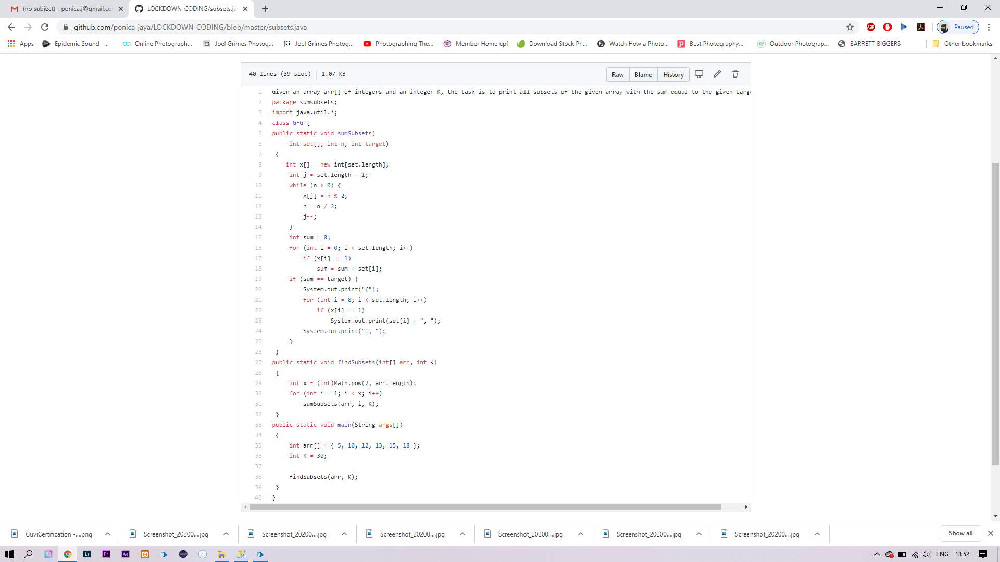 (no subject) - ponica.j@gmail.co
LOCKDOWN-CODING/subsets.ja
github.com/ponica-jaya/LOCKDOWN-CODING/blob/master/subsets.java
ABP
Paused
Apps
Epidemic Sound –...
Online Photograph...
Joel Grimes Photog...
JG Joel Grimes Photog...
Photographing The...
Member Home epf
Download Stock Ph...
Fs Watch How a Photo...
Best Photography...
OP Outdoor Photograp...
BARRETT BIGGERS
Other bookmarks
40 lines (39 sloc) 1.07 KB
Raw Blame History
1 Given an array arr[] of integers and an integer K, the task is to print all subsets of the given array with the sum equal to the given targ
2 package sumsubsets;
3 import java.util.*;
4 class GFG {
5 public static void sumSubsets(
6 int set[], int n, int target)
7 {
8 int x[] = new int[set.length];
9 int j = set.length - 1;
10 while (n > 0) {
11 x[j] = n % 2;
12 n = n / 2;
13 j--;
14 }
15 int sum = 0;
16 for (int i = 0; i < set.length; i++)
17 if (x[i] == 1)
18 sum = sum + set[i];
19 if (sum == target) {
20 System.out.print("{");
21 for (int i = 0; i < set.length; i++)
22 if (x[i] == 1)
23 System.out.print(set[i] + ", ");
24 System.out.print("}, ");
25 }
26 }
27 public static void findSubsets(int[] arr, int K)
28 {
29 int x = (int)Math.pow(2, arr.length);
30 for (int i = 1; i < x; i++)
31 sumSubsets(arr, i, K);
32 }
33 public static void main(String args[])
34 {
35 int arr[] = { 5, 10, 12, 13, 15, 18 };
36 int K = 30;
37
38 findSubsets(arr, K);
39 }
40 }
GuviCertification -....png
Screenshot_20200....jpg
Screenshot_20200....jpg
Screenshot_20200....jpg
Screenshot_20200....jpg
Screenshot_20200....jpg
Screenshot_20200....jpg
Show all
Lr
Pr
Ae
ENG
18:52